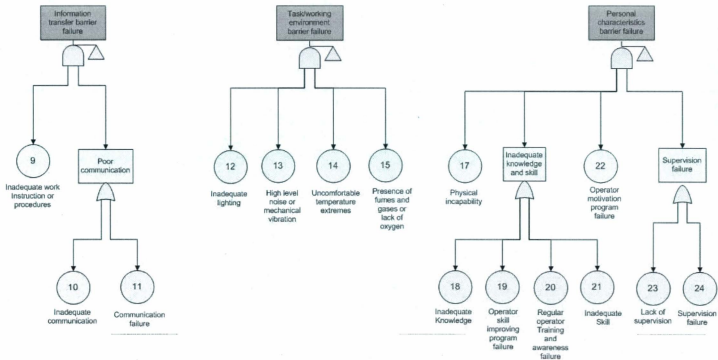 Information
transfer barrier
failure
Task/working
environment
barrier failure
Personal
characteristics
barrier failure
9
Inadequate work
Instruction or
procedures
Poor
communication
12
Inadequate
lighting
13
High level
noise or
mechanical
vibration
14
Uncomfortable
temperature
extremes
15
Presence of
fumes and
gases or
lack of
oxygen
17
Physical
incapability
Inadequate
knowledge
and skill
22
Operator
motivation
program
failure
Supervision
failure
10
Inadequate
communication
11
Communication
failure
18
Inadequate
Knowledge
19
Operator
skill
improving
program
failure
20
Regular
operator
Training
and
awareness
failure
21
Inadequate
Skill
23
Lack of
supervision
24
Supervision
failure